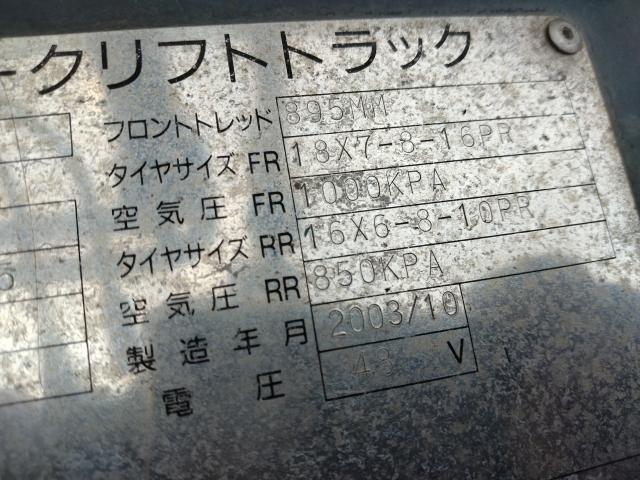 ークリフトトラック
フロントトレッド 895MM
タイヤサイズ FR 18X7-8-16PR
空気圧 FR 1000KPA
タイヤサイズ RR 16X6-8-10PR
空気圧 RR 850KPA
製造年月 2003/10
電圧 48 V